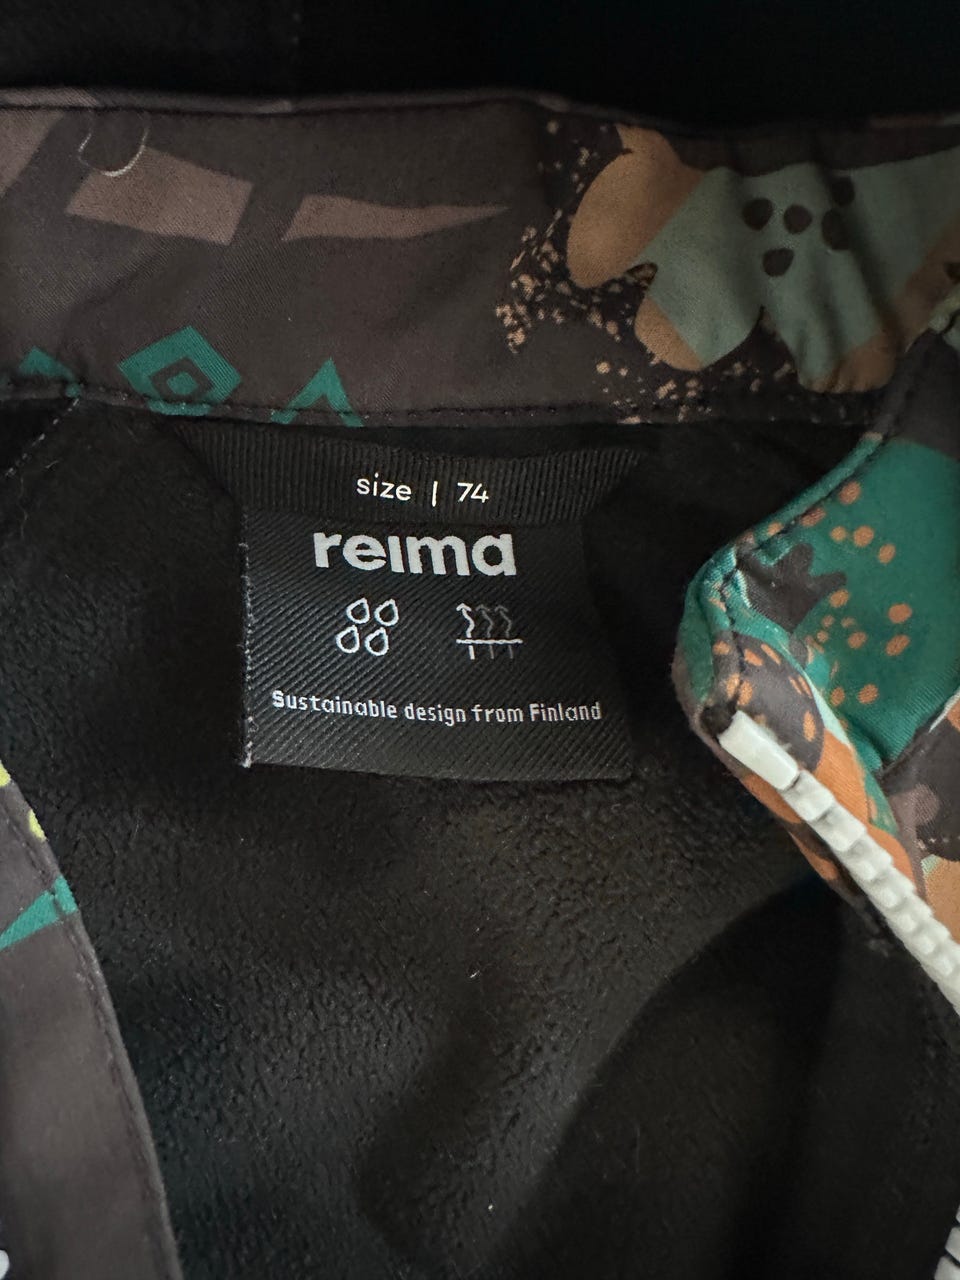 size | 74
reima
Sustainable design from Finland